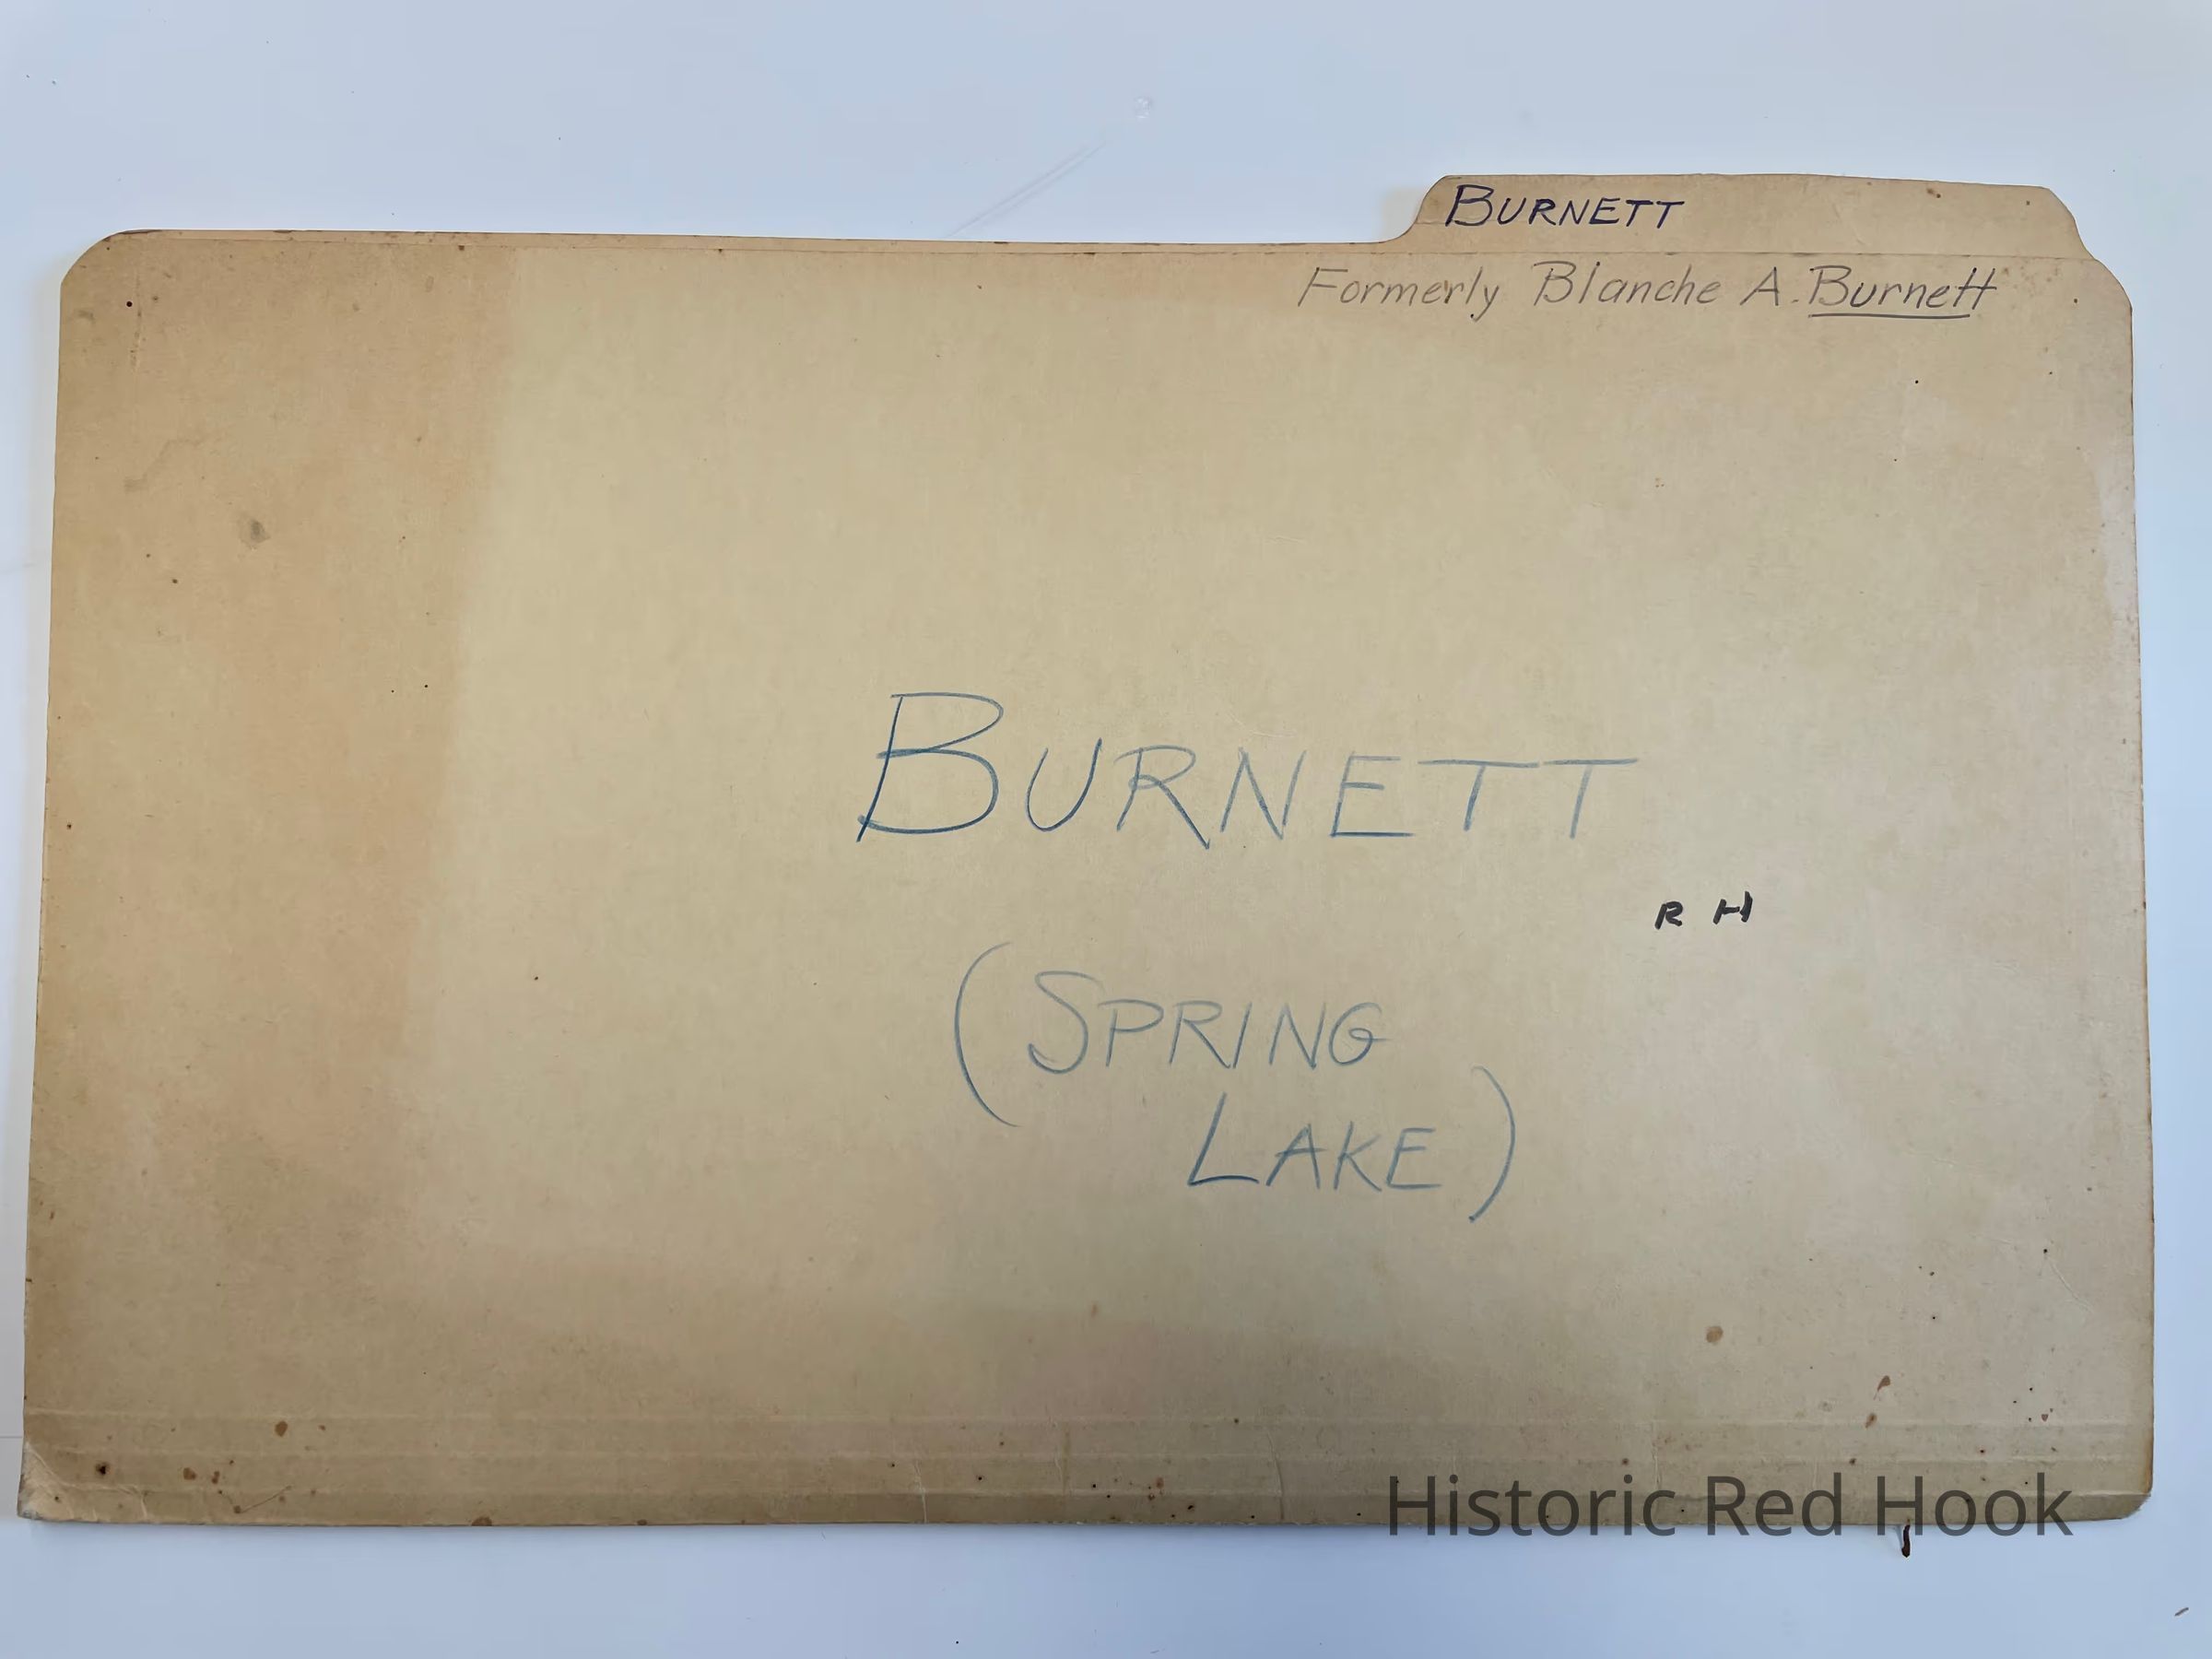 BURNETT
Formerly Blanche A. Burnett
BURNETT
R H
(SPRING
LAKE)
Historic Red Hook